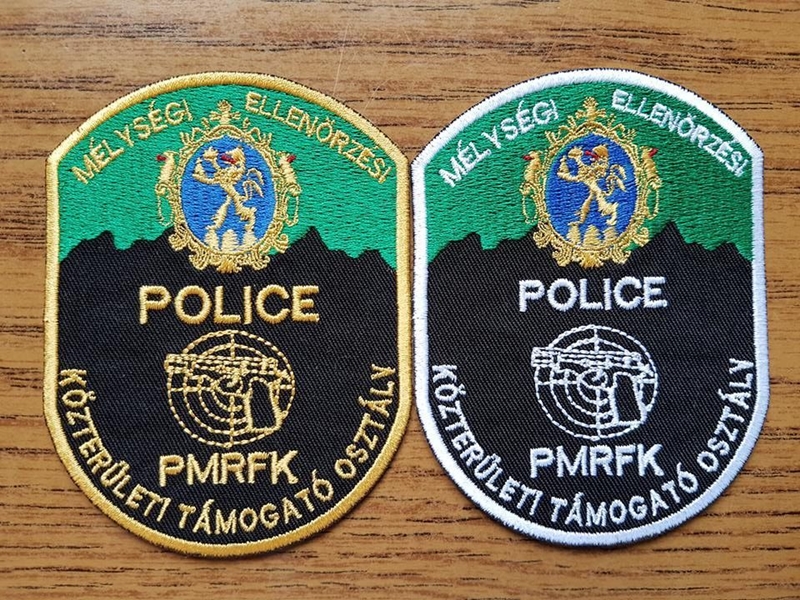 MÉLYSÉGI ELLENŐRZÉSI
POLICE
PMRFK
KÖZTERÜLETI TÁMOGATÓ OSZTÁLY
MÉLYSÉGI ELLENŐRZÉSI
POLICE
PMRFK
KÖZTERÜLETI TÁMOGATÓ OSZTÁLY